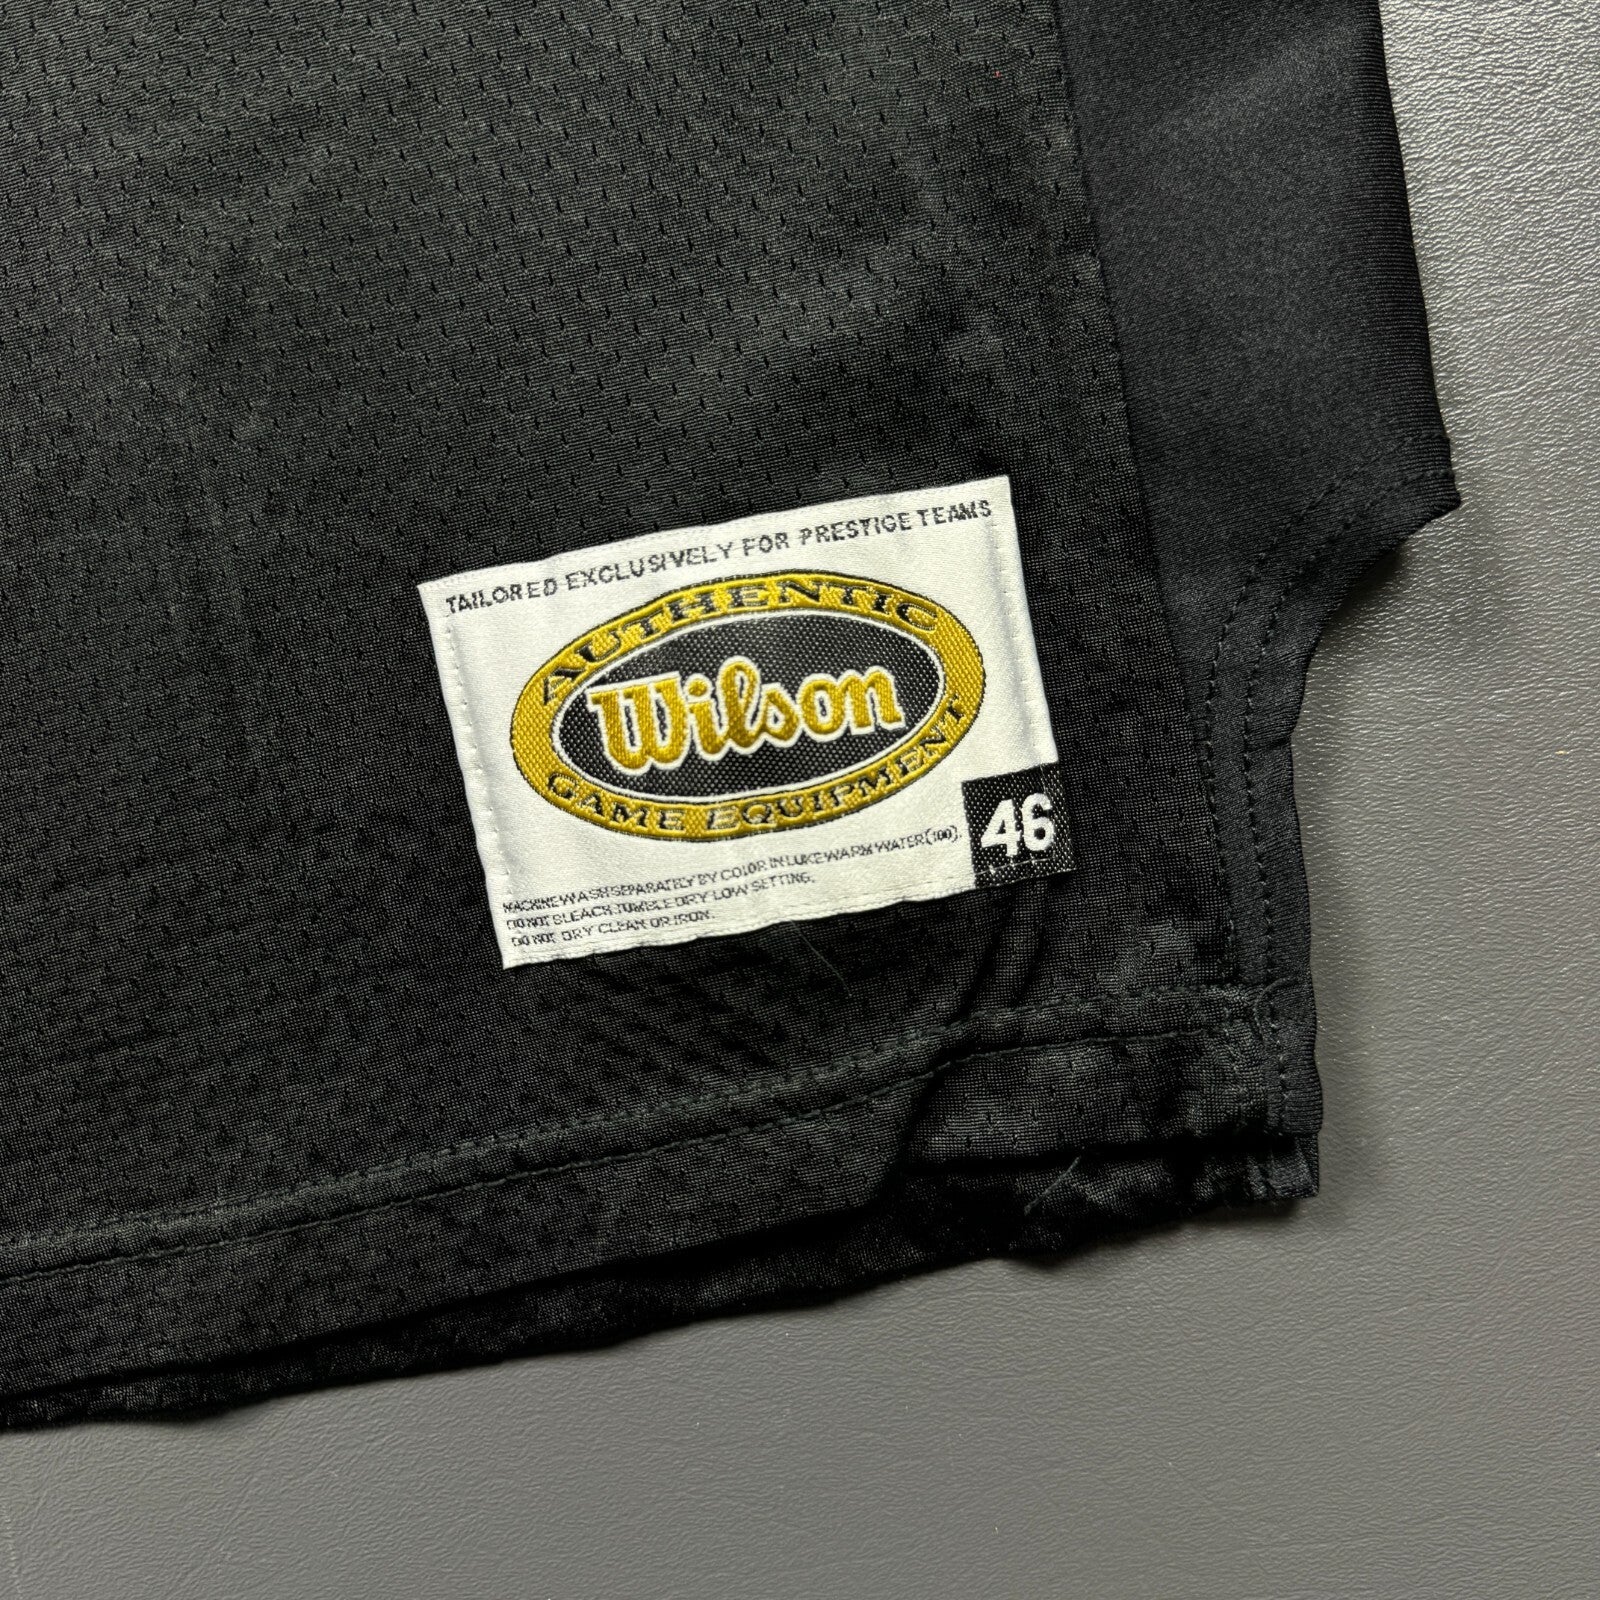 TAILORED EXCLUSIVELY FOR PRESTIGE TEAMS
AUTHENTIC
Wilson
GAME EQUIPMENT
46
MACHINE WASH SEPARATELY BY COLOR IN LUKEWARM WATER (100).
DO NOT BLEACH. TUMBLE DRY LOW SETTING.
DO NOT DRY CLEAN OR IRON.